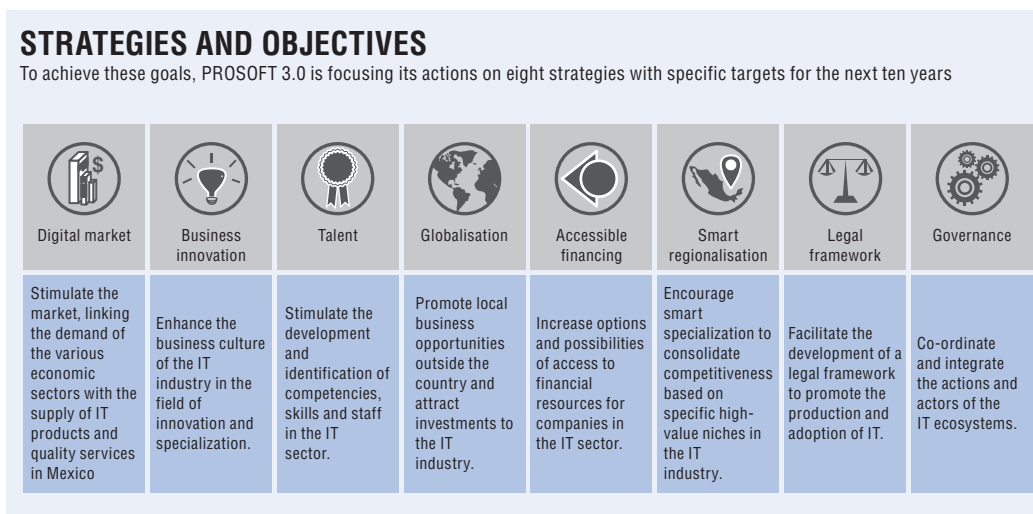 STRATEGIES AND OBJECTIVES
To achieve these goals, PROSOFT 3.0 is focusing its actions on eight strategies with specific targets for the next ten years
$
Digital market
Business
innovation
Talent
Globalisation
Accessible
financing
Smart
regionalisation
Legal
framework
Governance
Stimulate the
market, linking
the demand of
the various
economic
sectors with the
supply of IT
products and
quality services
in Mexico
Enhance the
business culture
of the IT
industry in the
field of
innovation and
specialization.
Stimulate the
development
and
identification of
competencies,
skills and staff
in the IT
sector.
Promote local
business
opportunities
outside the
country and
attract
investments to
the IT
industry.
Increase options
and possibilities
of access to
financial
resources for
companies in
the IT sector.
Encourage
smart
specialization to
consolidate
competitiveness
based on
specific high-
value niches in
the IT
industry.
Facilitate the
development of a
legal framework
to promote the
production and
adoption of IT.
Co-ordinate
and integrate
the actions and
actors of the
IT ecosystems.